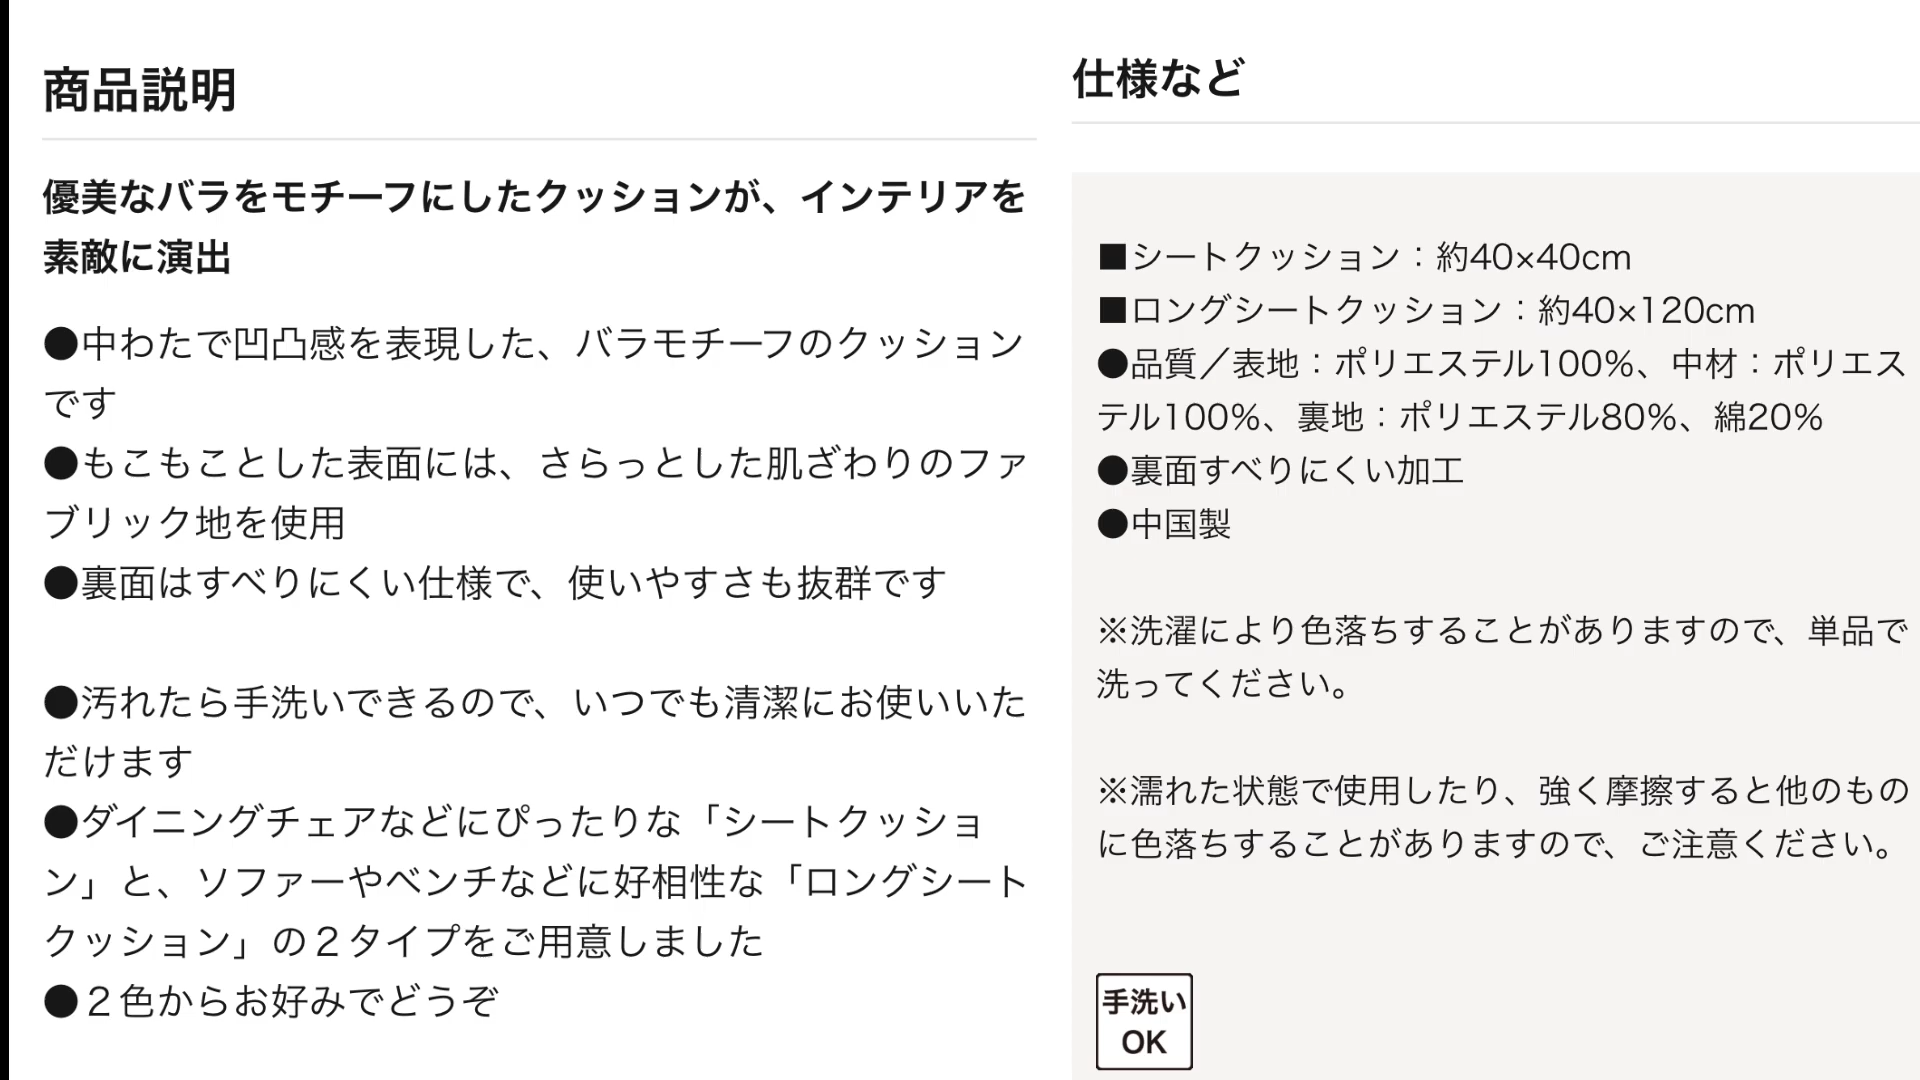 商品説明
優美なバラをモチーフにしたクッションが、インテリアを
素敵に演出
●中わたで凹凸感を表現した、バラモチーフのクッション
です
●もこもことした表面には、さらっとした肌ざわりのファ
ブリック地を使用
●裏面はすべりにくい仕様で、使いやすさも抜群です
●汚れたら手洗いできるので、いつでも清潔にお使いいた
だけます
●ダイニングチェアなどにぴったりな「シートクッショ
ン」と、ソファーやベンチなどに好相性な「ロングシート
クッション」の２タイプをご用意しました
●２色からお好みでどうぞ
仕様など
■シートクッション：約40×40cm
■ロングシートクッション：約40×120cm
●品質／表地：ポリエステル100%、中材：ポリエス
テル100%、裏地：ポリエステル80%、綿20%
●裏面すべりにくい加工
●中国製
※洗濯により色落ちすることがありますので、単品で
洗ってください。
※濡れた状態で使用したり、強く摩擦すると他のもの
に色落ちすることがありますので、ご注意ください。
手洗い
OK